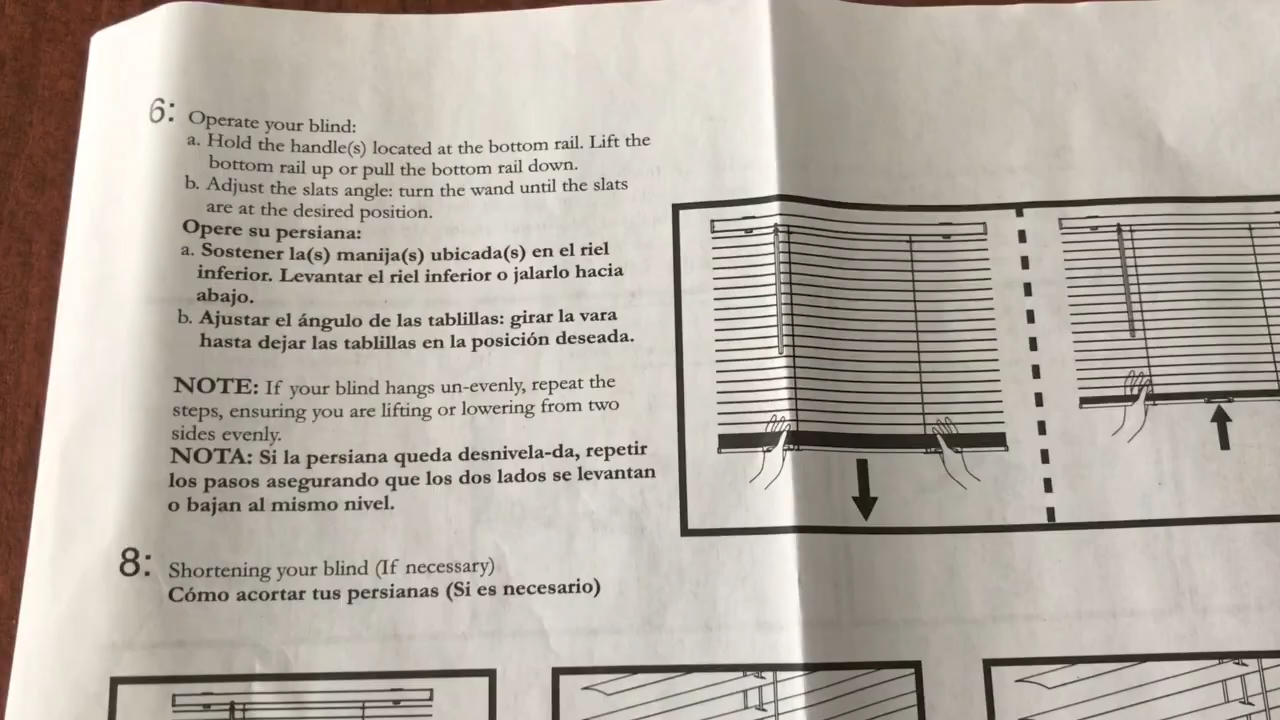 6: Operate your blind:
a. Hold the handle(s) located at the bottom rail. Lift the
bottom rail up or pull the bottom rail down.
b. Adjust the slats angle: turn the wand until the slats
are at the desired position.
Opere su persiana:
a. Sostener la(s) manija(s) ubicada(s) en el riel
inferior. Levantar el riel inferior o jalarlo hacia
abajo.
b. Ajustar el ángulo de las tablillas: girar la vara
hasta dejar las tablillas en la posición deseada.
NOTE: If your blind hangs un-evenly, repeat the
steps, ensuring you are lifting or lowering from two
sides evenly.
NOTA: Si la persiana queda desnivela-da, repetir
los pasos asegurando que los dos lados se levantan
o bajan al mismo nivel.
8: Shortening your blind (If necessary)
Cómo acortar tus persianas (Si es necesario)